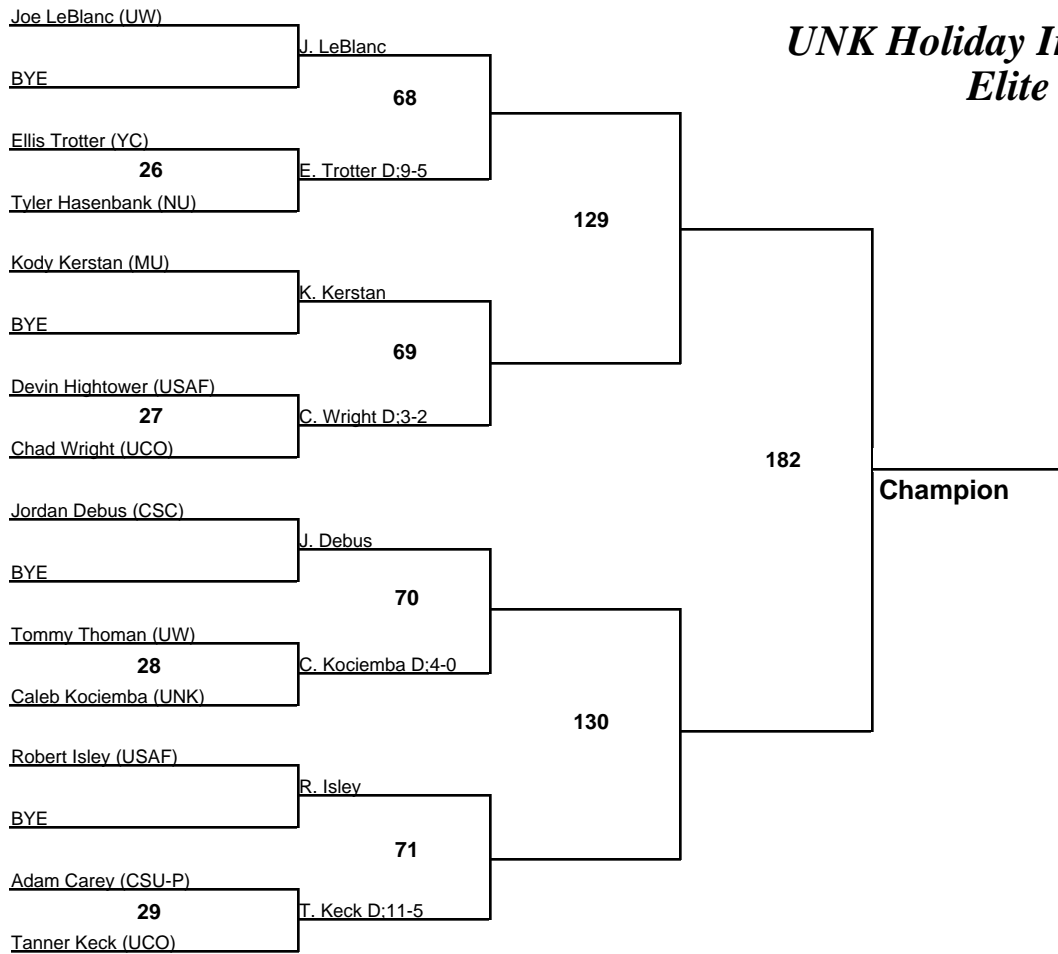 Joe LeBlanc (UW)
J. LeBlanc
BYE
68
Ellis Trotter (YC)
26
E. Trotter D;9-5
Tyler Hasenbank (NU)
129
Kody Kerstan (MU)
K. Kerstan
BYE
69
Devin Hightower (USAF)
27
C. Wright D;3-2
Chad Wright (UCO)
182
Champion
Jordan Debus (CSC)
J. Debus
BYE
70
Tommy Thoman (UW)
28
C. Kociemba D;4-0
Caleb Kociemba (UNK)
130
Robert Isley (USAF)
R. Isley
BYE
71
Adam Carey (CSU-P)
29
T. Keck D;11-5
Tanner Keck (UCO)
UNK Holiday
Elite